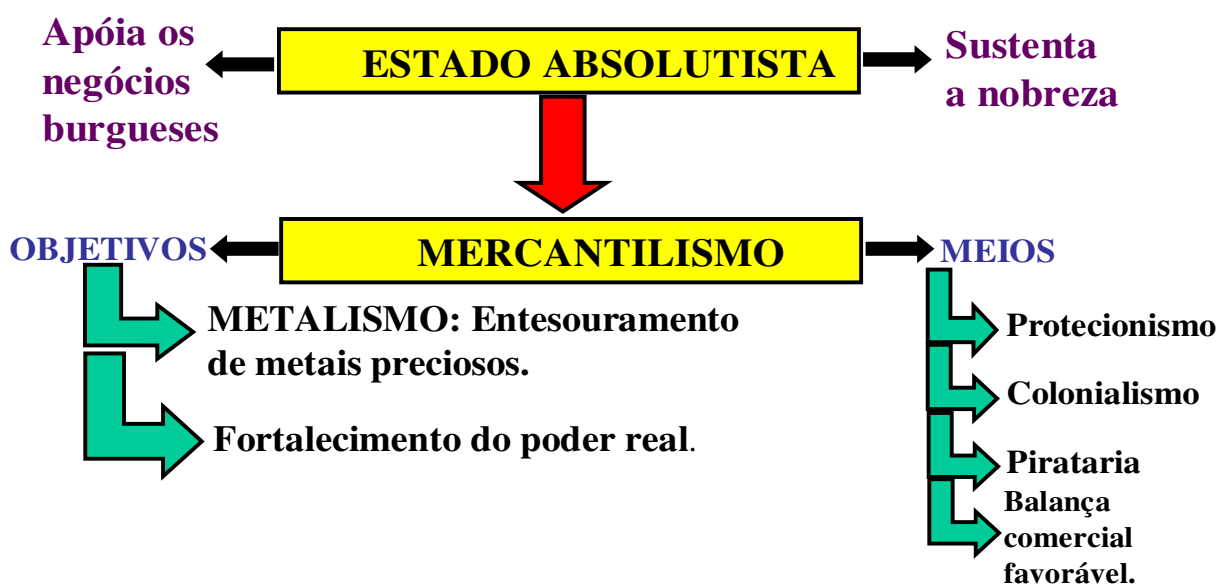 Apóia os
negócios
burgueses
ESTADO ABSOLUTISTA
Sustenta
a nobreza
OBJETIVOS
MERCANTILISMO
MEIOS
METALISMO: Entesouramento
de metais preciosos.
Fortalecimento do poder real.
Protecionismo
Colonialismo
Pirataria
Balança
comercial
favorável.